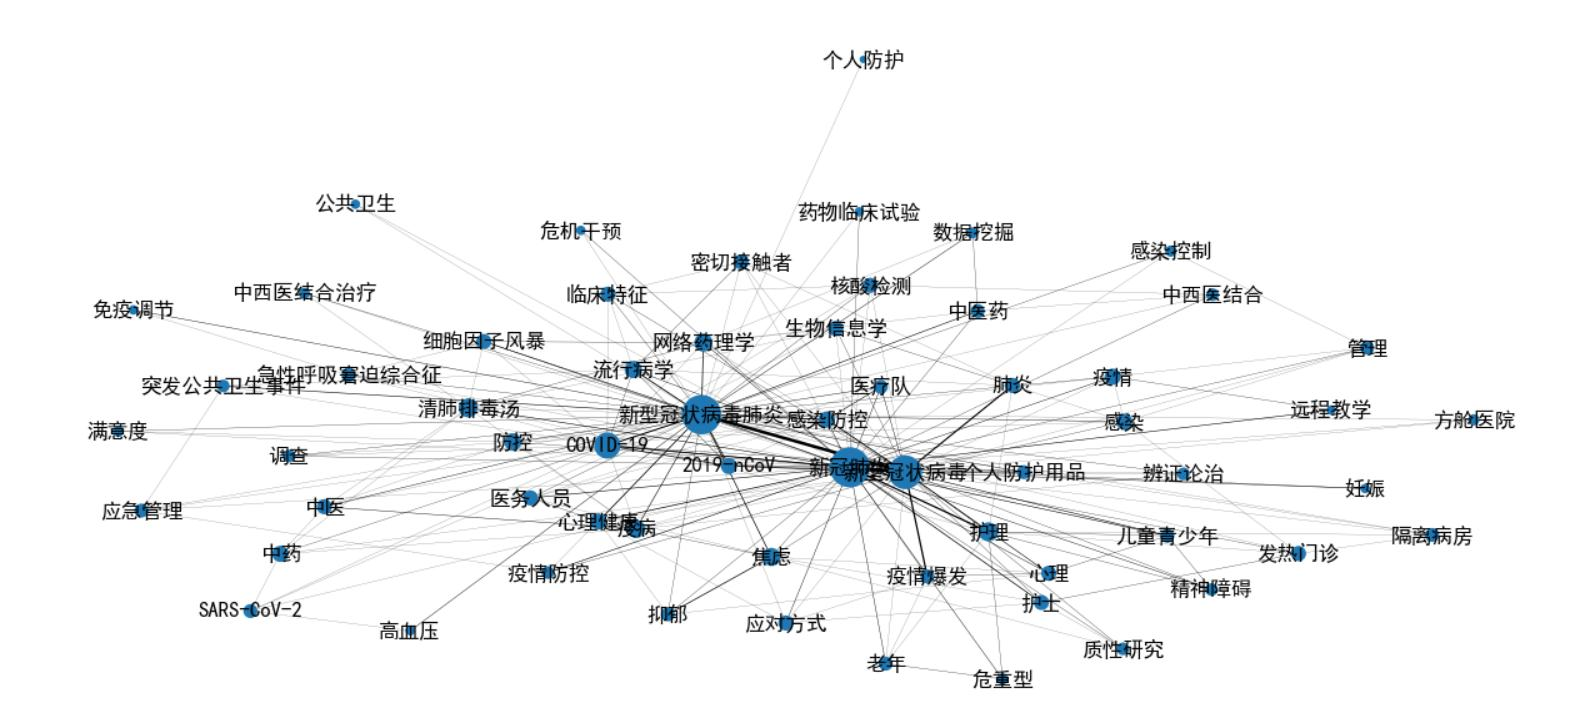 个人防护
公共卫生
药物临床试验
危机干预
数据挖掘
感染控制
密切接触者
核酸检测
中西医结合治疗
临床特征
中西医结合
免疫调节
中医药
生物信息学
细胞因子风暴
网络药理学
管理
流行病学
急性呼吸窘迫综合征
突发公共卫生事件
医疗队
肺炎
疫情
清肺排毒汤
新型冠状病毒肺炎
感染防控
感染
远程教学
方舱医院
满意度
防控
COVID-19
调查
2019-nCoV
新冠肺炎
新型冠状病毒
个人防护用品
辨证论治
妊娠
医务人员
应急管理
中医
心理健康
疫病
护理
儿童青少年
隔离病房
中药
焦虑
发热门诊
疫情防控
疫情爆发
心理
精神障碍
护士
SARS-CoV-2
抑郁
应对方式
高血压
质性研究
老年
危重型